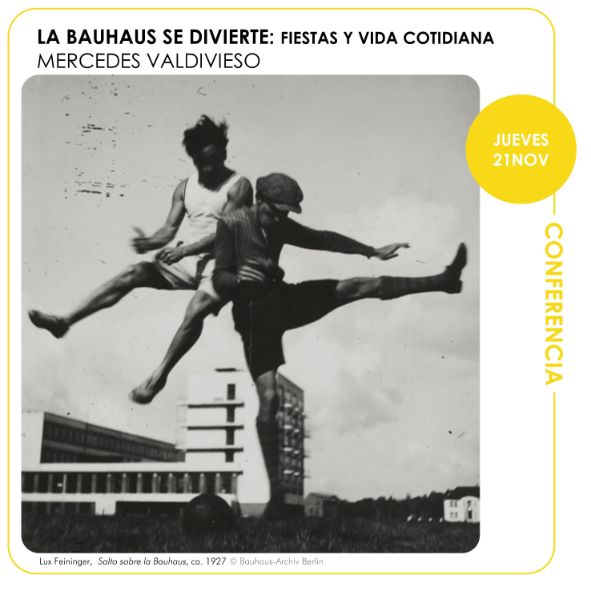 LA BAUHAUS SE DIVIERTE: FIESTAS Y VIDA COTIDIANA
MERCEDES VALDIVIESO
JUEVES
21NOV
CONFERENCIA
Lux Feininger, Salto sobre la Bauhaus, ca. 1927 © Bauhaus-Archiv Berlin